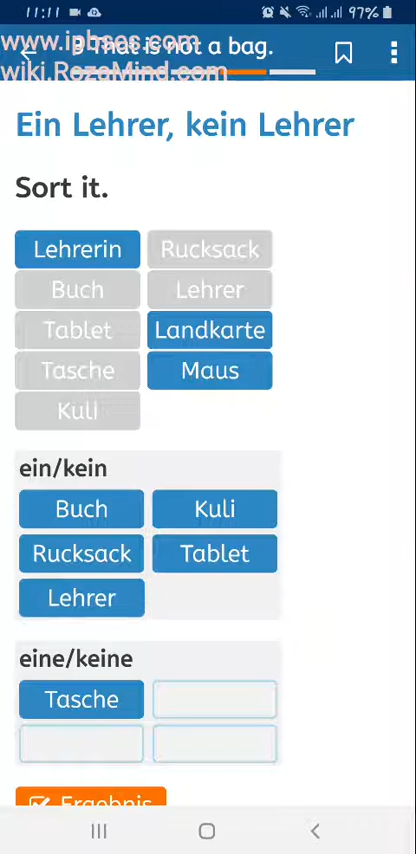 11:11 97%
www.ipbses.com
That is not a bag.
wiki.RozaMind.com
Ein Lehrer, kein Lehrer
Sort it.
Lehrerin Rucksack
Buch Lehrer
Tablet Landkarte
Tasche Maus
Kuli
ein/kein
Buch Kuli
Rucksack Tablet
Lehrer
eine/keine
Tasche
Ergebnis